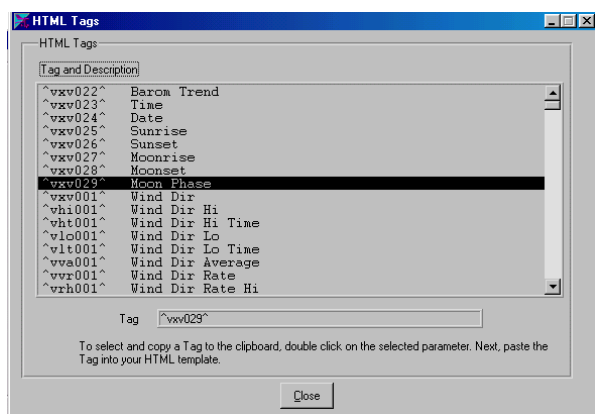 HTML Tags
HTML Tags
Tag and Description
^vxv022^ Barom Trend
^vxv023^ Time
^vxv024^ Date
^vxv025^ Sunrise
^vxv026^ Sunset
^vxv027^ Moonrise
^vxv028^ Moonset
^vxv029^ Moon Phase
^vxv001^ Wind Dir
^vhi001^ Wind Dir Hi
^vht001^ Wind Dir Hi Time
^vlo001^ Wind Dir Lo
^vlt001^ Wind Dir Lo Time
^vva001^ Wind Dir Average
^vvr001^ Wind Dir Rate
^vrh001^ Wind Dir Rate Hi
Tag ^vxv029^
To select and copy a Tag to the clipboard, double click on the selected parameter. Next, paste the
Tag into your HTML template.
Close